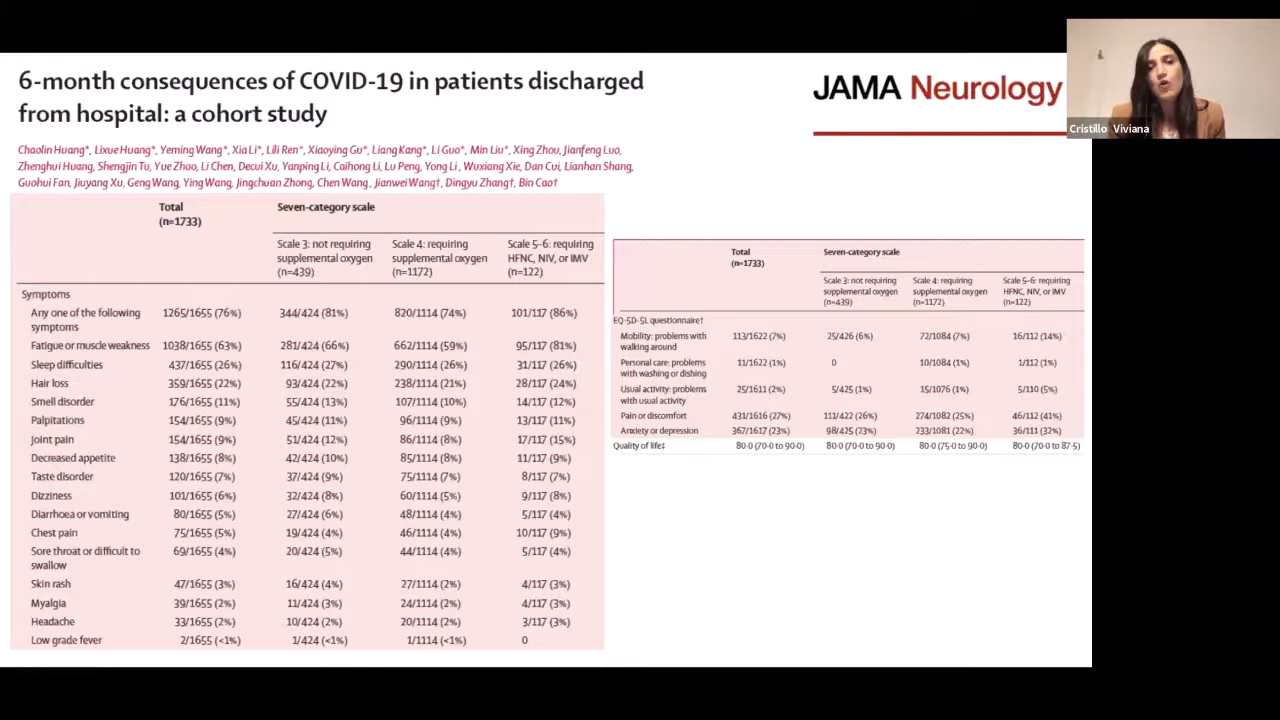 6-month consequences of COVID-19 in patients discharged
from hospital: a cohort study
JAMA Neurology
Cristillo Viviana
Chaolin Huang*, Lixue Huang*, Yeming Wang*, Xia Li*, Lili Ren*, Xiaoying Gu*, Liang Kang*, Li Guo*, Min Liu*, Xing Zhou, Jianfeng Luo,
Zhenghui Huang, Shengjin Tu, Yue Zhao, Li Chen, Decui Xu, Yanping Li, Caihong Li, Lu Peng, Yong Li, Wuxiang Xie, Dan Cui, Lianhan Shang,
Guohui Fan, Jiuyang Xu, Geng Wang, Ying Wang, Jingchuan Zhong, Chen Wang, Jianwei Wang†, Dingyu Zhang†, Bin Cao†
Total
(n=1733)
Seven-category scale
Scale 3: not requiring
supplemental oxygen
(n=439)
Scale 4: requiring
supplemental oxygen
(n=1172)
Scale 5-6: requiring
HFNC, NIV, or IMV
(n=122)
Symptoms
Any one of the following symptoms 1265/1655 (76%) 344/424 (81%) 820/1114 (74%) 101/117 (86%)
Fatigue or muscle weakness 1038/1655 (63%) 281/424 (66%) 662/1114 (59%) 95/117 (81%)
Sleep difficulties 437/1655 (26%) 116/424 (27%) 290/1114 (26%) 31/117 (26%)
Hair loss 359/1655 (22%) 93/424 (22%) 238/1114 (21%) 28/117 (24%)
Smell disorder 176/1655 (11%) 55/424 (13%) 107/1114 (10%) 14/117 (12%)
Palpitations 154/1655 (9%) 45/424 (11%) 96/1114 (9%) 13/117 (11%)
Joint pain 154/1655 (9%) 51/424 (12%) 86/1114 (8%) 17/117 (15%)
Decreased appetite 138/1655 (8%) 42/424 (10%) 85/1114 (8%) 11/117 (9%)
Taste disorder 120/1655 (7%) 37/424 (9%) 75/1114 (7%) 8/117 (7%)
Dizziness 101/1655 (6%) 32/424 (8%) 60/1114 (5%) 9/117 (8%)
Diarrhoea or vomiting 80/1655 (5%) 27/424 (6%) 48/1114 (4%) 5/117 (4%)
Chest pain 75/1655 (5%) 19/424 (4%) 46/1114 (4%) 10/117 (9%)
Sore throat or difficult to swallow 69/1655 (4%) 20/424 (5%) 44/1114 (4%) 5/117 (4%)
Skin rash 47/1655 (3%) 16/424 (4%) 27/1114 (2%) 4/117 (3%)
Myalgia 39/1655 (2%) 11/424 (3%) 24/1114 (2%) 4/117 (3%)
Headache 33/1655 (2%) 10/424 (2%) 20/1114 (2%) 3/117 (3%)
Low grade fever 2/1655 (<1%) 1/424 (<1%) 1/1114 (<1%) 0
Total
(n=1733)
Seven-category scale
Scale 3: not requiring
supplemental oxygen
(n=439)
Scale 4: requiring
supplemental oxygen
(n=1172)
Scale 5-6: requiring
HFNC, NIV, or IMV
(n=122)
EQ-5D-5L questionnaire†
Mobility: problems with walking around 113/1622 (7%) 25/426 (6%) 72/1084 (7%) 16/112 (14%)
Personal care: problems with washing or dishing 11/1622 (1%) 0 10/1084 (1%) 1/112 (1%)
Usual activity: problems with usual activity 25/1611 (2%) 5/425 (1%) 15/1076 (1%) 5/110 (5%)
Pain or discomfort 431/1616 (27%) 111/422 (26%) 274/1082 (25%) 46/112 (41%)
Anxiety or depression 367/1617 (23%) 98/425 (23%) 233/1081 (22%) 36/111 (32%)
Quality of life‡ 80·0 (70·0 to 90·0) 80·0 (70·0 to 90·0) 80·0 (75·0 to 90·0) 80·0 (70·0 to 87·5)